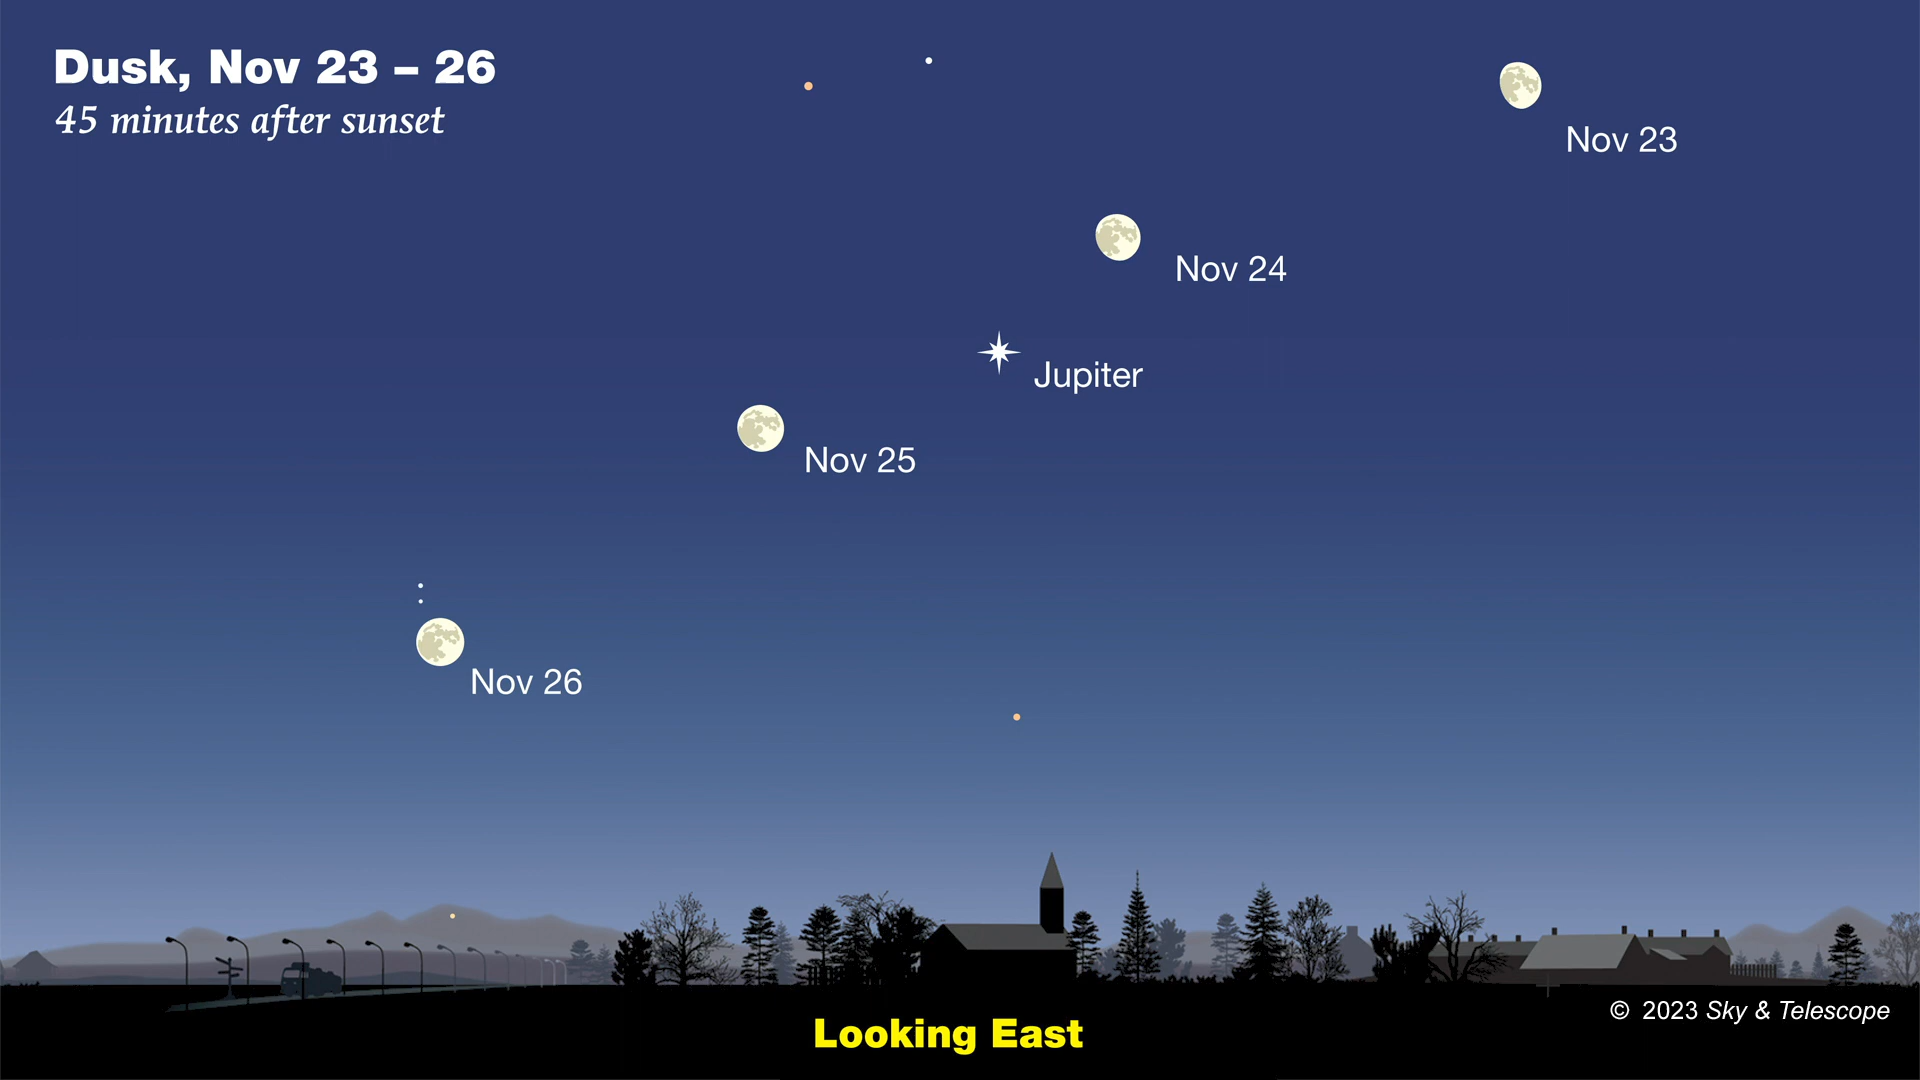 Dusk, Nov 23 – 26
45 minutes after sunset
Nov 23
Nov 24
Jupiter
Nov 25
Nov 26
© 2023 Sky & Telescope
Looking East